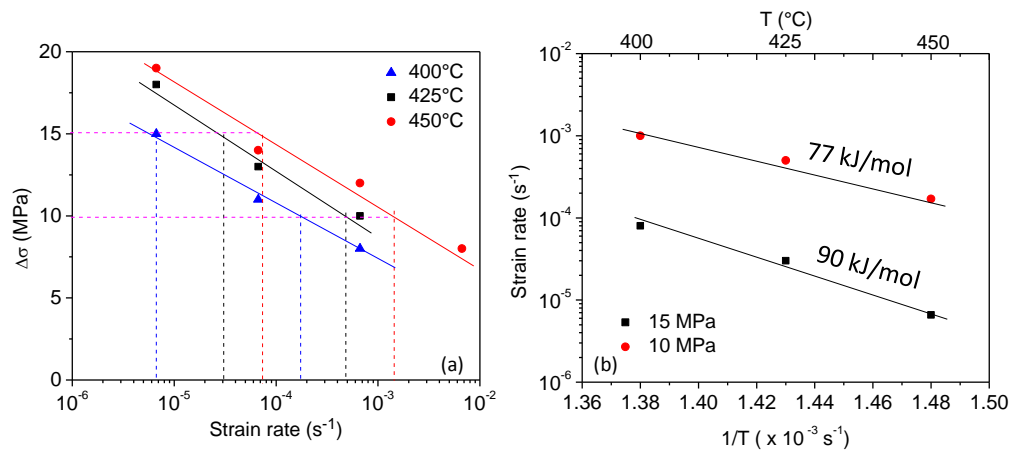 20
15
10
5
0
Δσ (MPa)
400°C
425°C
450°C
(a)
10⁻⁶ 10⁻⁵ 10⁻⁴ 10⁻³ 10⁻²
Strain rate (s⁻¹)
T (°C)
400 425 450
10⁻²
10⁻³
10⁻⁴
10⁻⁵
10⁻⁶
Strain rate (s⁻¹)
77 kJ/mol
90 kJ/mol
15 MPa
10 MPa
(b)
1.36 1.38 1.40 1.42 1.44 1.46 1.48 1.50
1/T ( x 10⁻³ s⁻¹)